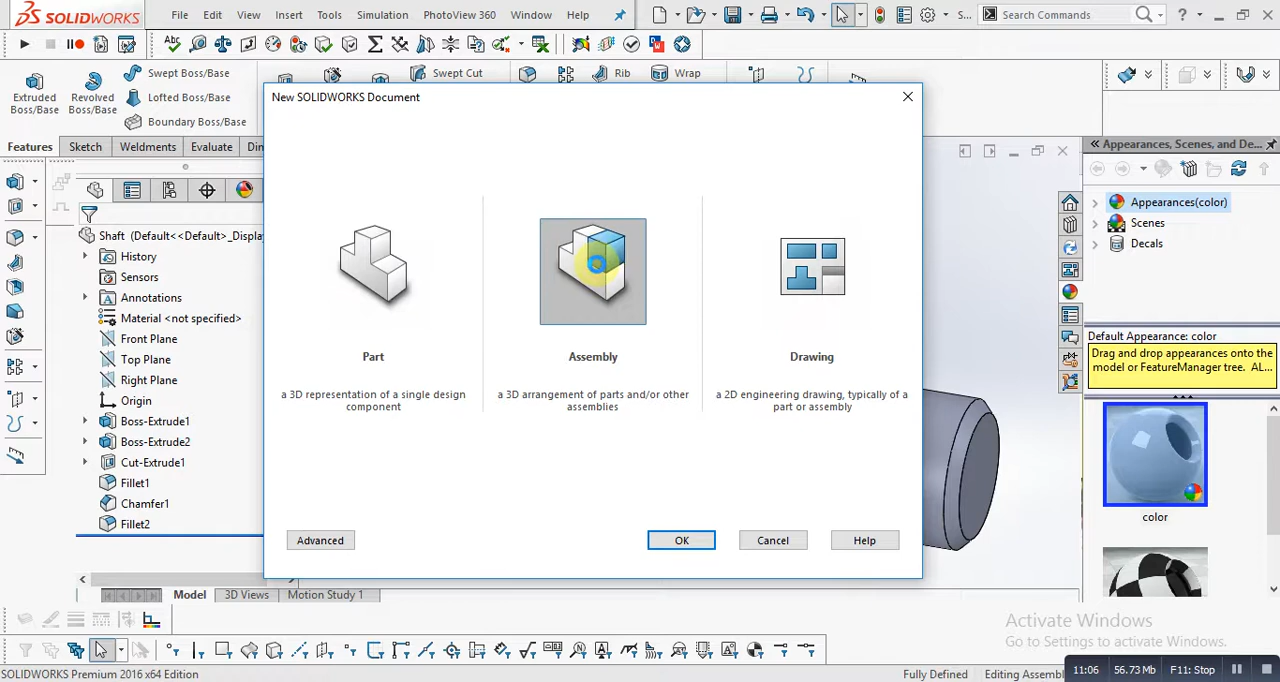 SOLIDWORKS File Edit View Insert Tools Simulation PhotoView 360 Window Help S... Search Commands
Extruded Boss/Base
Revolved Boss/Base
Swept Boss/Base
Lofted Boss/Base
Boundary Boss/Base
Swept Cut
Rib
Wrap
Features Sketch Weldments Evaluate
New SOLIDWORKS Document
Part
a 3D representation of a single design
component
Assembly
a 3D arrangement of parts and/or other
assemblies
Drawing
a 2D engineering drawing, typically of a
part or assembly
Advanced OK Cancel Help
Shaft (Default<<Default>_Display
History
Sensors
Annotations
Material <not specified>
Front Plane
Top Plane
Right Plane
Origin
Boss-Extrude1
Boss-Extrude2
Cut-Extrude1
Fillet1
Chamfer1
Fillet2
Appearances, Scenes, and De...
Appearances(color)
Scenes
Decals
Default Appearance: color
Drag and drop appearances onto the
model or FeatureManager tree. AL...
color
Model 3D Views Motion Study 1
Activate Windows
Go to Settings to activate Windows.
SOLIDWORKS Premium 2016 x64 Edition
Fully Defined Editing Assembl
11:06 56.73 MB F11: Stop